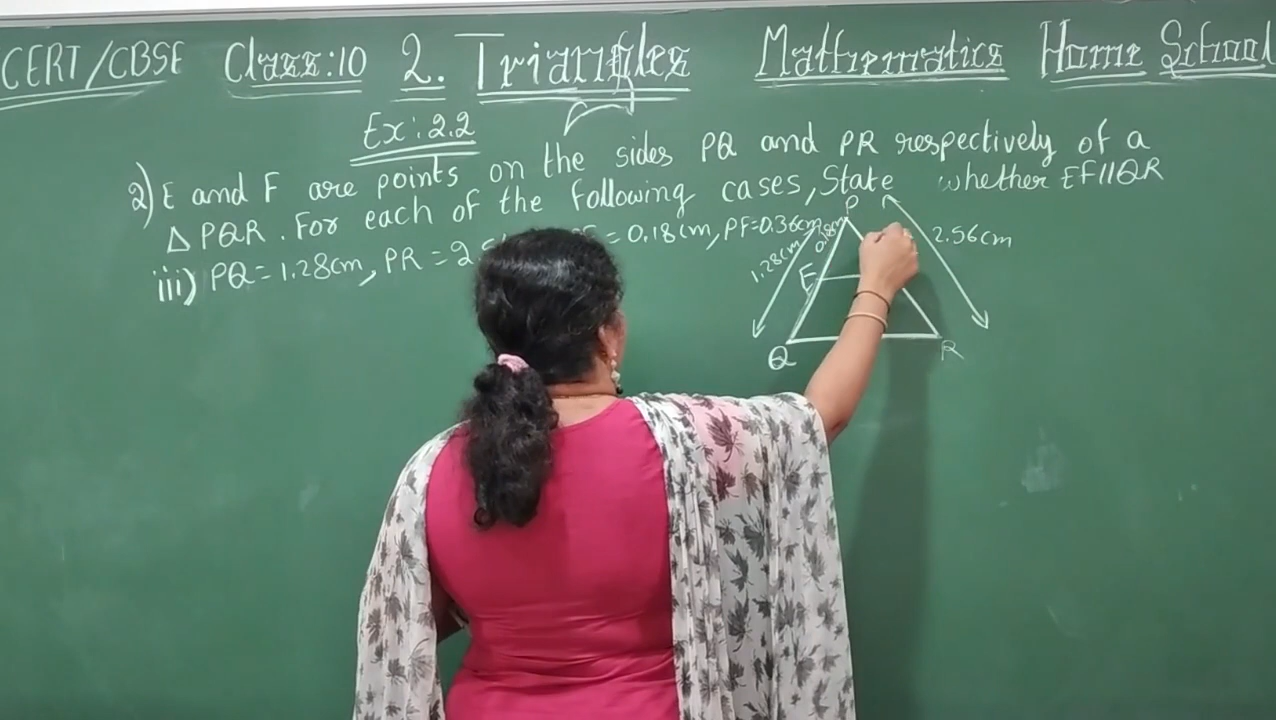 CERT/CBSE Class:10 2. Triangles Mathematics Home School
Ex: 2.2
2) E and F are points on the sides PQ and PR respectively of a
△ PQR. For each of the following cases, State whether EF||QR
iii) PQ = 1.28cm, PR = 2. = 0.18cm, PF=0.36cm
P
1.28cm 0.18cm 2.56cm
E
Q R